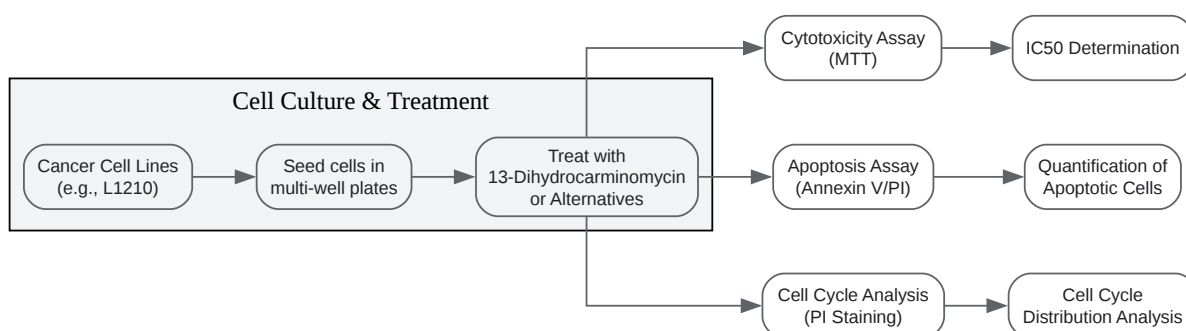 Cell Culture & Treatment
Cancer Cell Lines
(e.g., L1210)
Seed cells in
multi-well plates
Treat with
13-Dihydrocarminomycin
or Alternatives
Cytotoxicity Assay
(MTT)
IC50 Determination
Apoptosis Assay
(Annexin V/PI)
Quantification of
Apoptotic Cells
Cell Cycle Analysis
(PI Staining)
Cell Cycle
Distribution Analysis